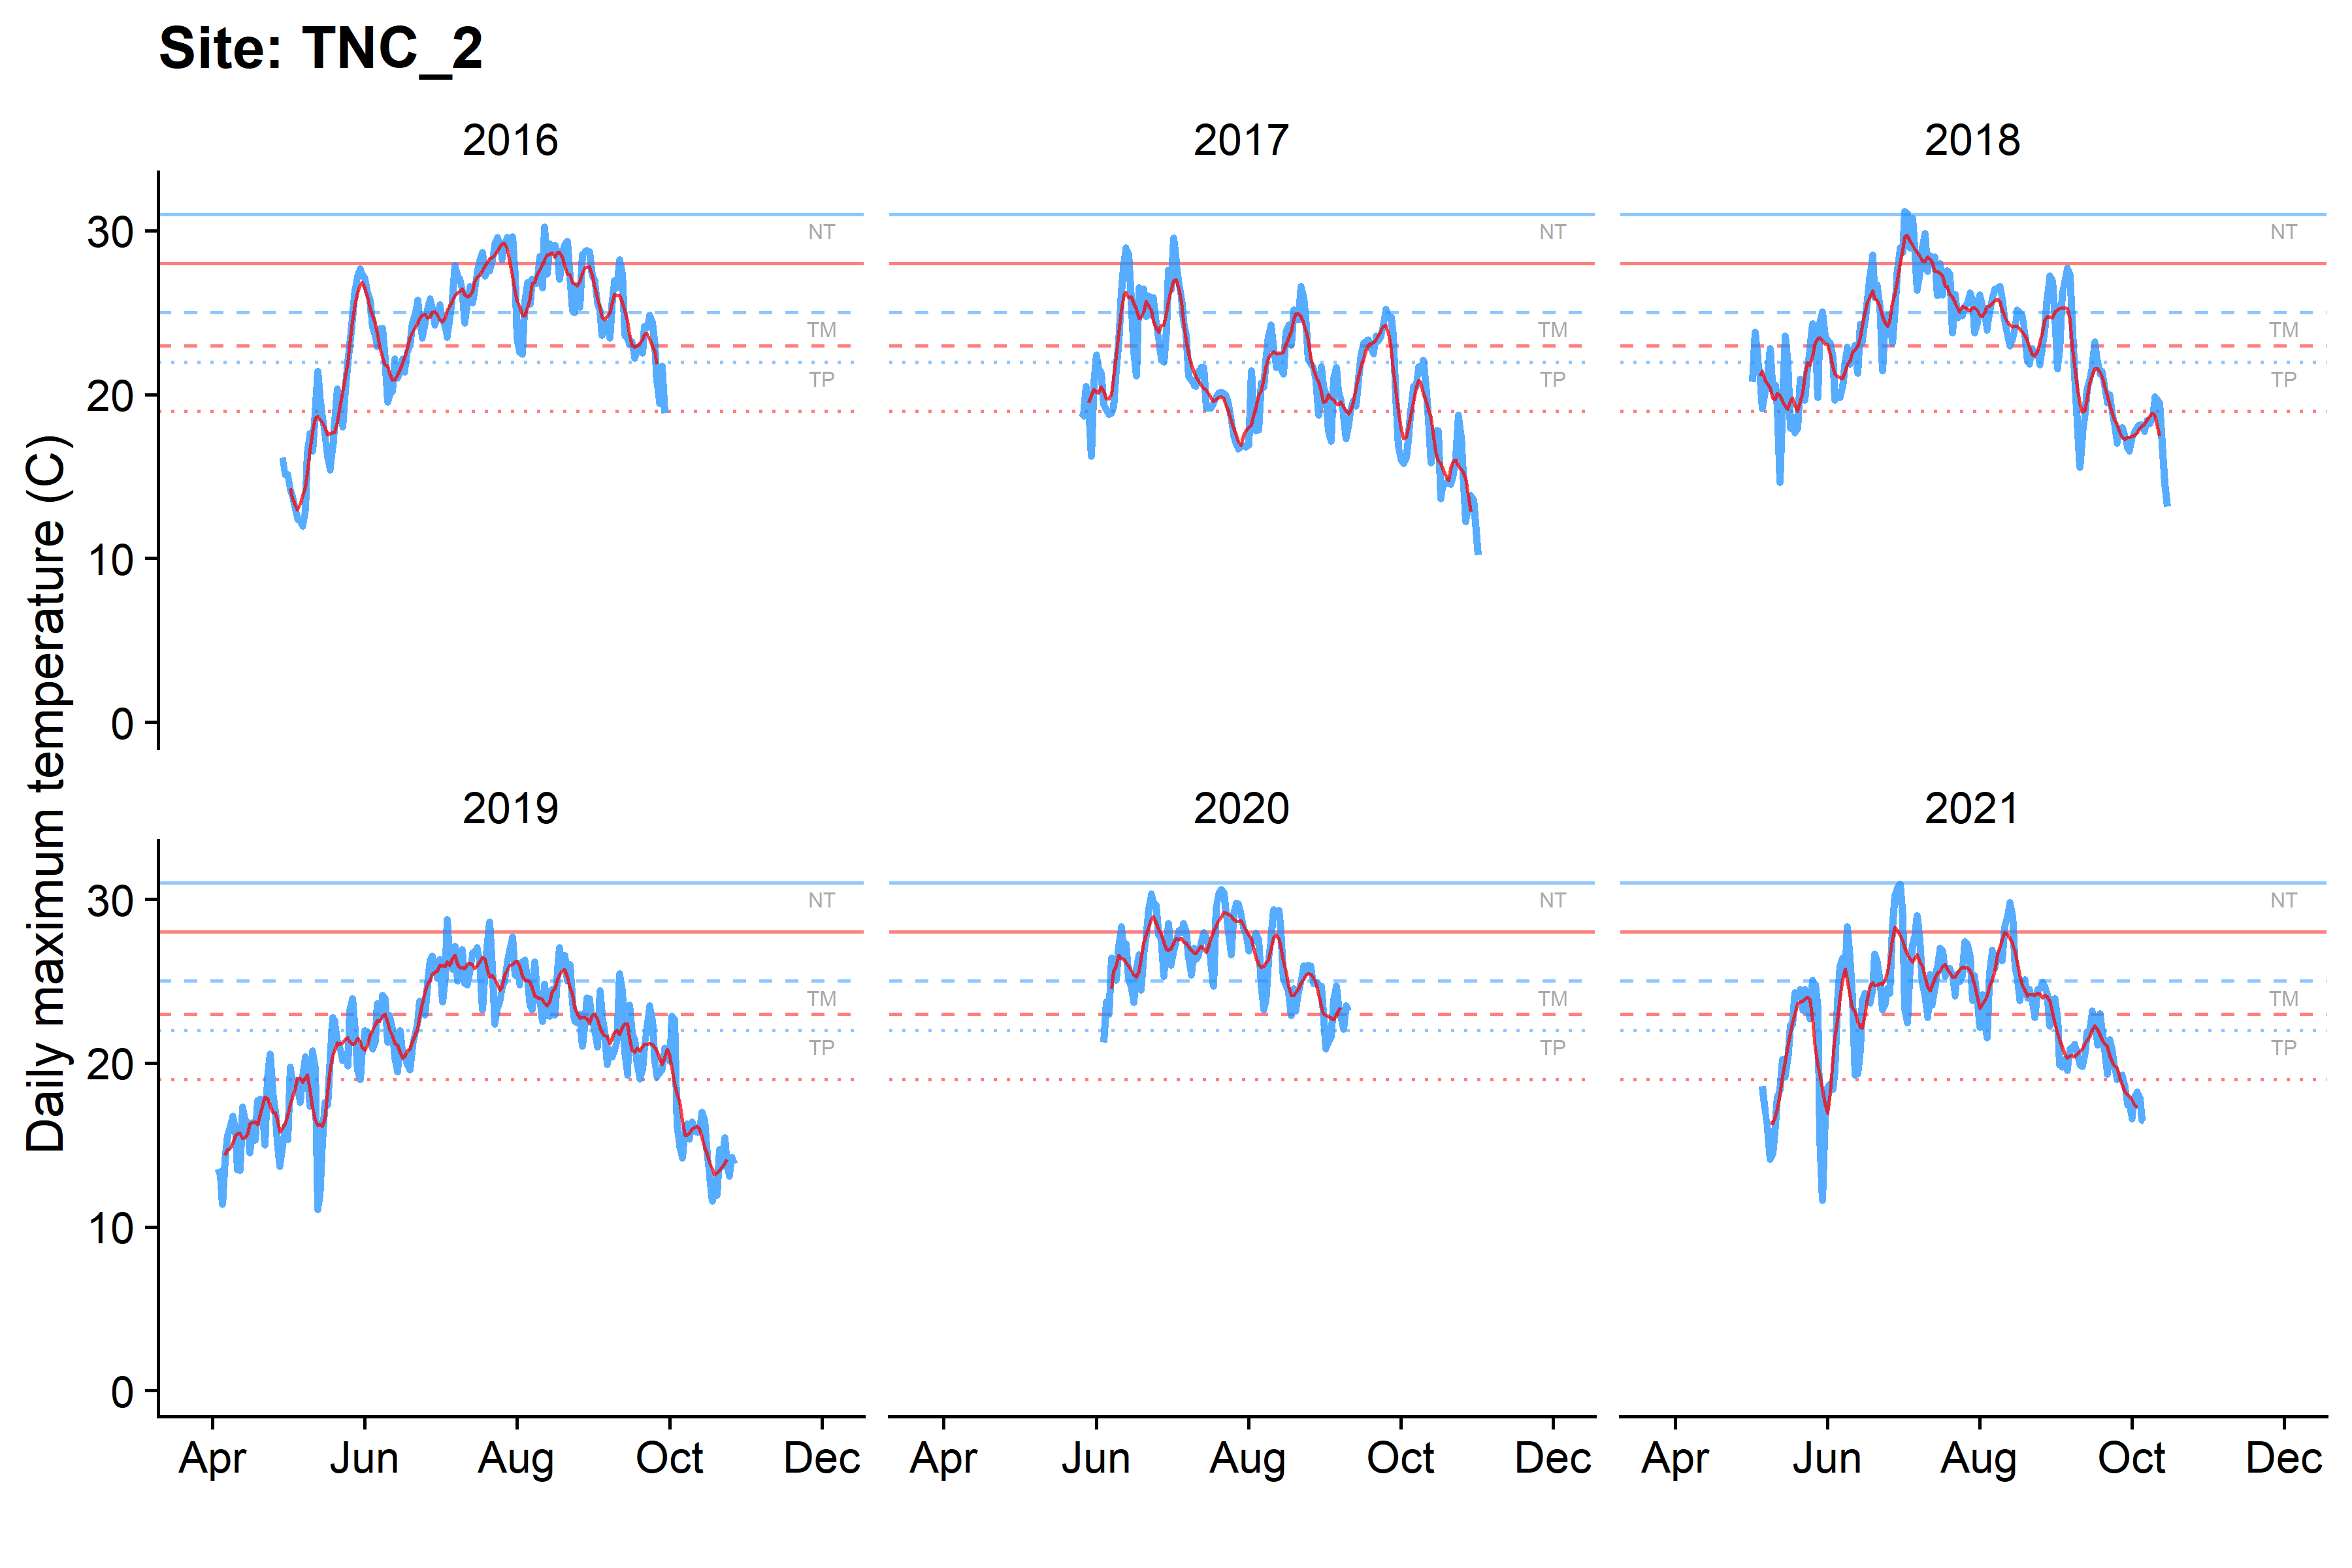 Site: TNC_2
2016 2017 2018
30
20
10
0
NT NT NT
TM TM TM
TP TP TP
Daily maximum temperature (C)
2019 2020 2021
30
20
10
0
NT NT NT
TM TM TM
TP TP TP
Apr Jun Aug Oct Dec Apr Jun Aug Oct Dec Apr Jun Aug Oct Dec